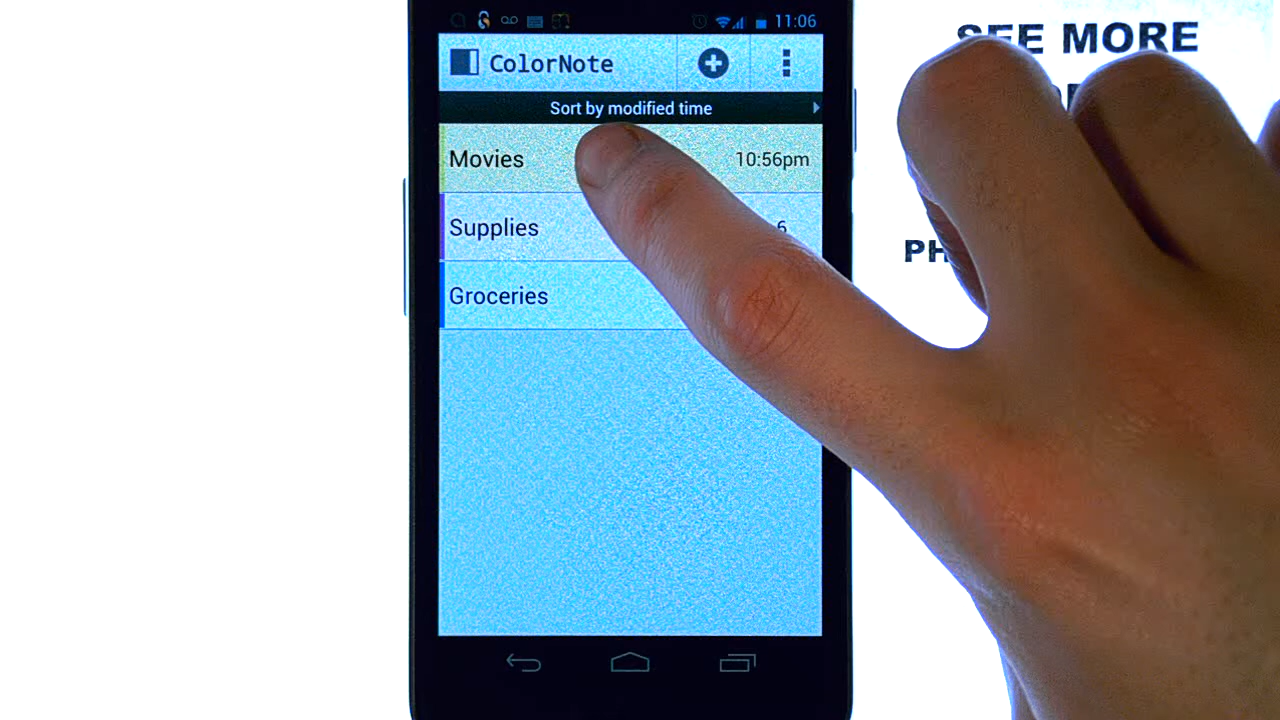 11:06
ColorNote
Sort by modified time
Movies 10:56pm
Supplies
Groceries
SEE MORE